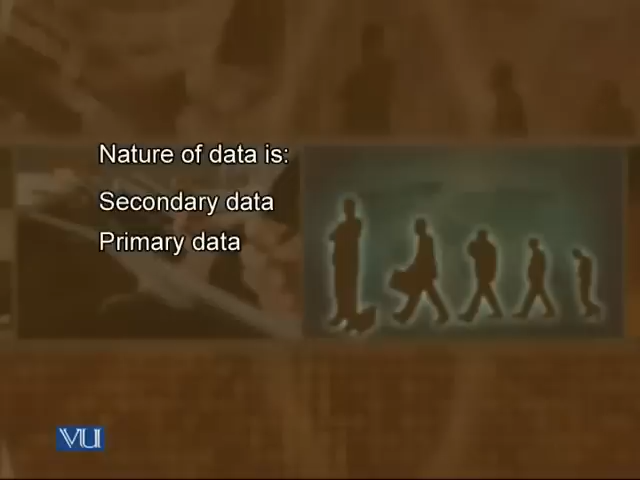 Nature of data is:
Secondary data
Primary data
VU